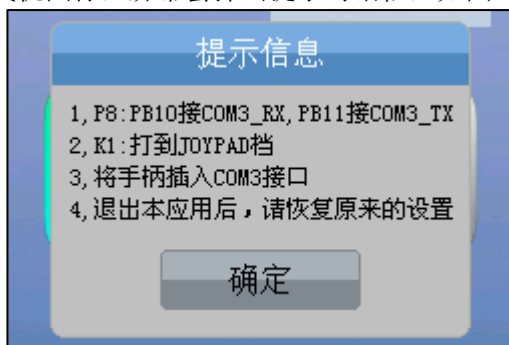 提示信息
1,P8:PB10接COM3_RX,PB11接COM3_TX
2,K1:打到JOYPAD档
3,将手柄插入COM3接口
4,退出本应用后，请恢复原来的设置
确定